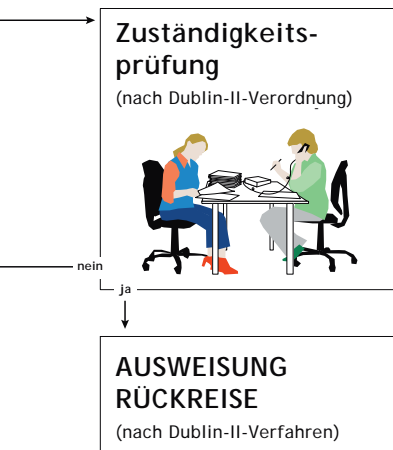 Zuständigkeits-
prüfung
(nach Dublin-II-Verordnung)
nein
ja
AUSWEISUNG
RÜCKREISE
(nach Dublin-II-Verfahren)